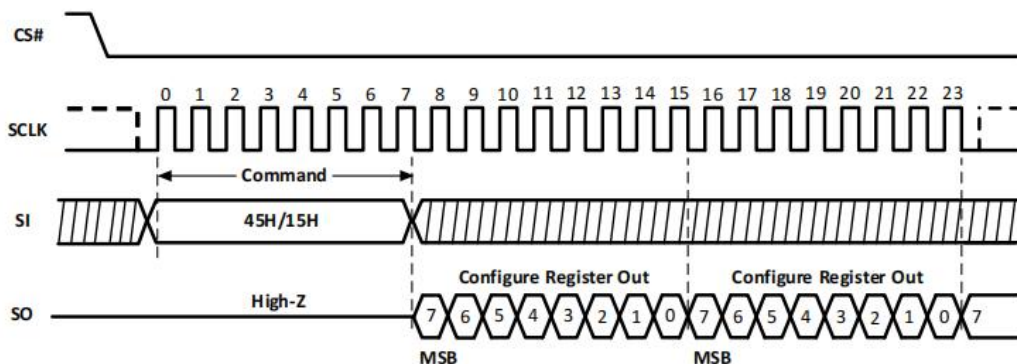 CS#
0 1 2 3 4 5 6 7 8 9 10 11 12 13 14 15 16 17 18 19 20 21 22 23
SCLK
Command
SI 45H/15H
Configure Register Out Configure Register Out
High-Z
SO 7 6 5 4 3 2 1 0 7 6 5 4 3 2 1 0 7
MSB MSB